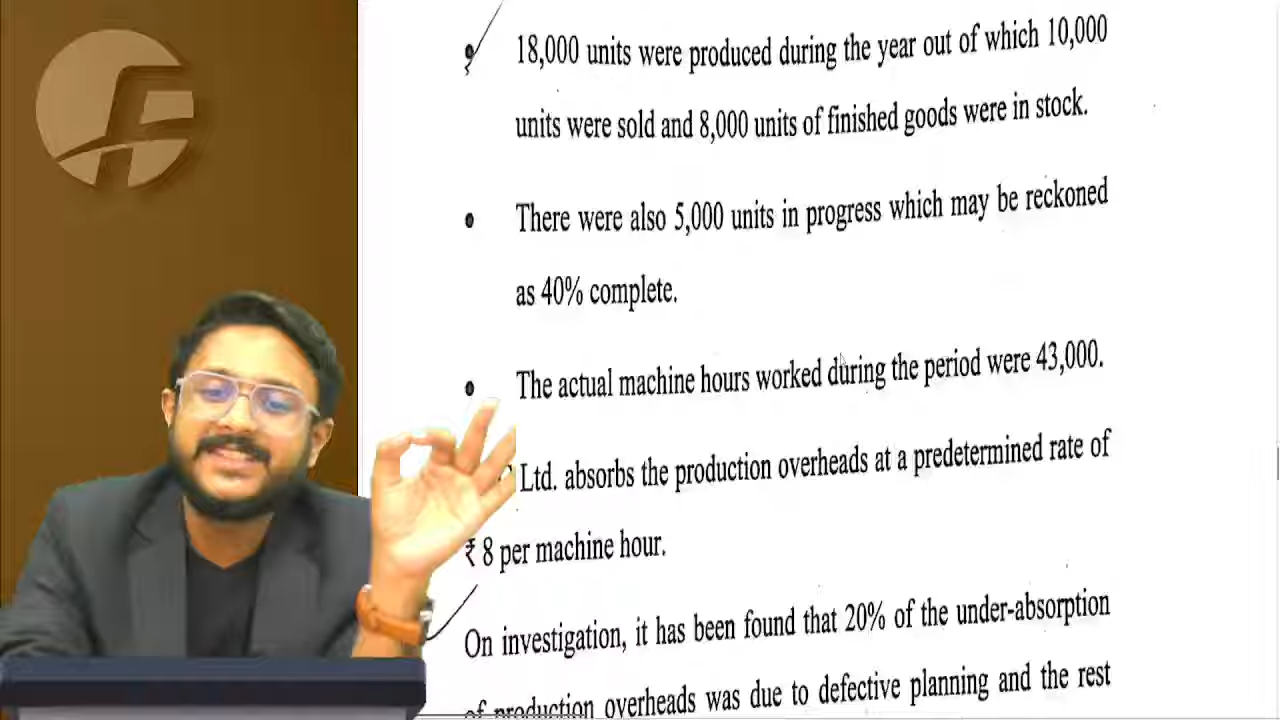 18,000 units were produced during the year out of which 10,000
units were sold and 8,000 units of finished goods were in stock.
There were also 5,000 units in progress which may be reckoned
as 40% complete.
The actual machine hours worked during the period were 43,000.
Ltd. absorbs the production overheads at a predetermined rate of
₹ 8 per machine hour.
On investigation, it has been found that 20% of the under-absorption
of production overheads was due to defective planning and the rest